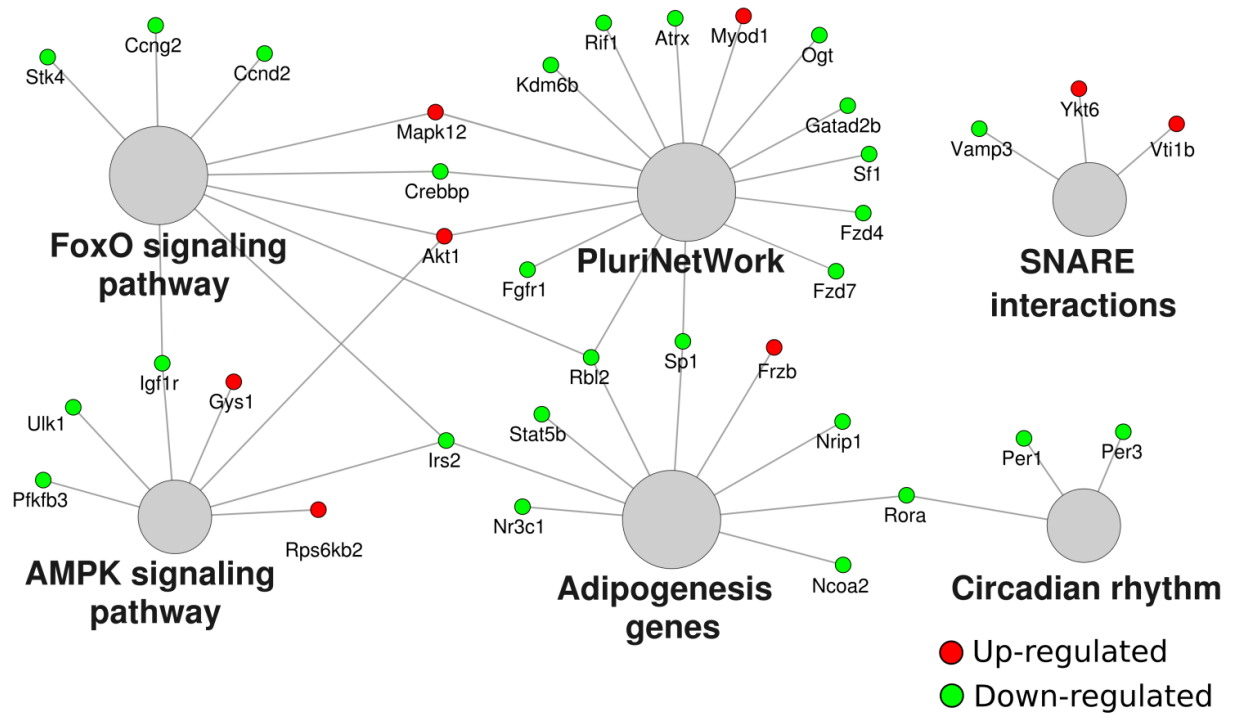 Ccng2
Stk4
Ccnd2
Rif1
Atrx
Myod1
Ogt
Kdm6b
Mapk12
Gatad2b
Ykt6
Vamp3
Vti1b
Crebbp
Sf1
Akt1
Fzd4
FoxO signaling
pathway
PluriNetWork
SNARE
interactions
Fgfr1
Fzd7
Igf1r
Gys1
Rbl2
Sp1
Frzb
Ulk1
Irs2
Stat5b
Nrip1
Per1
Per3
Pfkfb3
Rps6kb2
Nr3c1
Rora
Ncoa2
AMPK signaling
pathway
Adipogenesis
genes
Circadian rhythm
Up-regulated
Down-regulated